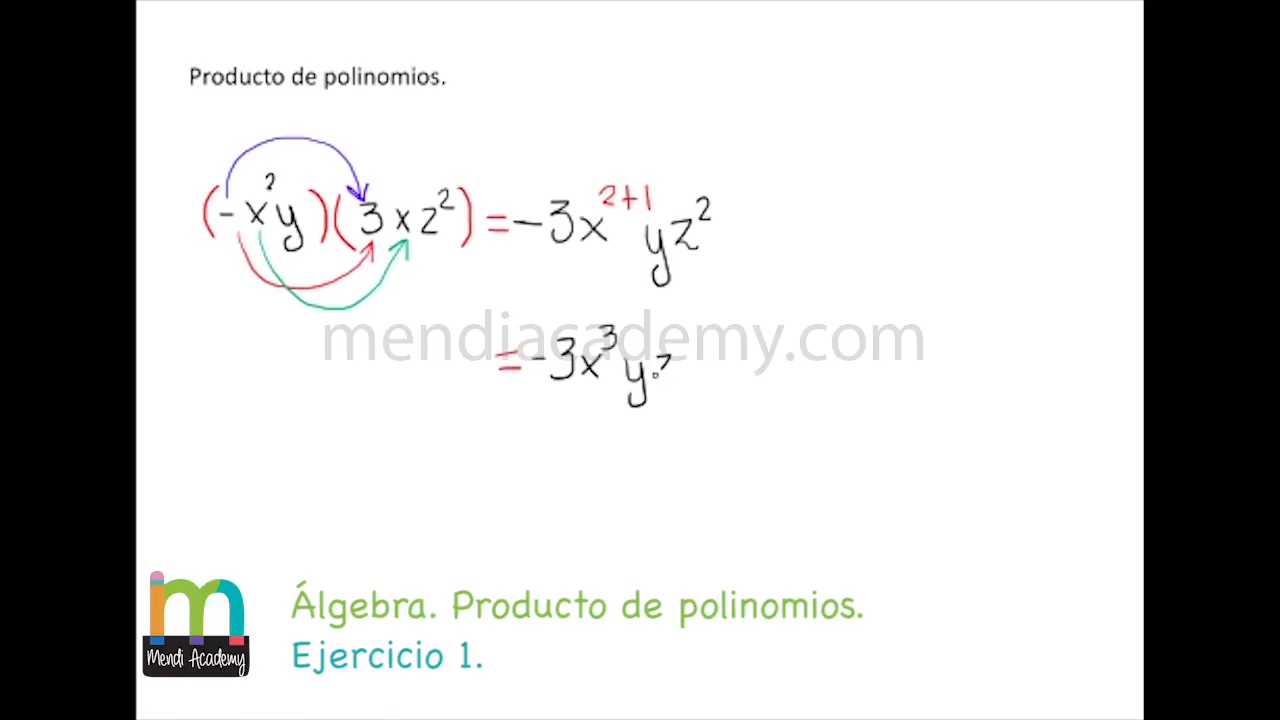 Producto de polinomios.
(-x²y)(3xz²) = -3x²⁺¹yz²
mendiacademy.com
= -3x³y
Álgebra. Producto de polinomios.
Ejercicio 1.
m
Mendi Academy